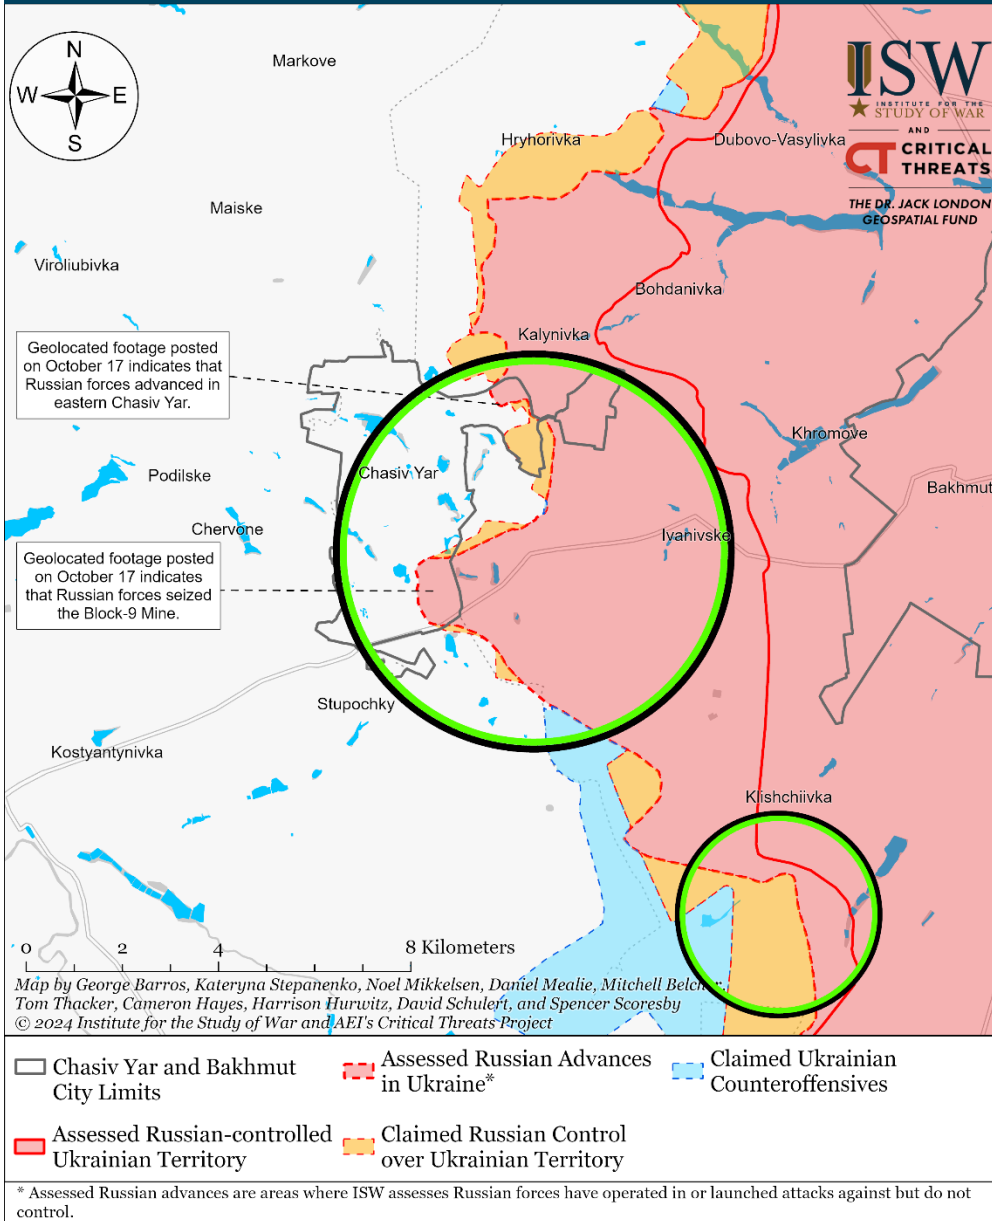 N
W E
S
Markove
ISW
INSTITUTE FOR THE
STUDY OF WAR
AND
CT CRITICAL
THREATS
THE DR. JACK LONDON
GEOSPATIAL FUND
Hryhorivka
Dubovo-Vasylivka
Maiske
Viroliubivka
Bohdanivka
Kalynivka
Geolocated footage posted
on October 17 indicates that
Russian forces advanced in
eastern Chasiv Yar.
Khromove
Chasiv Yar
Podilske
Bakhmut
Chervone
Ivanivske
Geolocated footage posted
on October 17 indicates
that Russian forces seized
the Block-9 Mine.
Stupochky
Kostyantynivka
Klishchiivka
0 2 4 8 Kilometers
Map by George Barros, Kateryna Stepanenko, Noel Mikkelsen, Daniel Mealie, Mitchell Belcher,
Tom Thacker, Cameron Hayes, Harrison Hurwitz, David Schulert, and Spencer Scoresby
© 2024 Institute for the Study of War and AEI's Critical Threats Project
Chasiv Yar and Bakhmut
City Limits
Assessed Russian Advances
in Ukraine*
Claimed Ukrainian
Counteroffensives
Assessed Russian-controlled
Ukrainian Territory
Claimed Russian Control
over Ukrainian Territory
* Assessed Russian advances are areas where ISW assesses Russian forces have operated in or launched attacks against but do not
control.